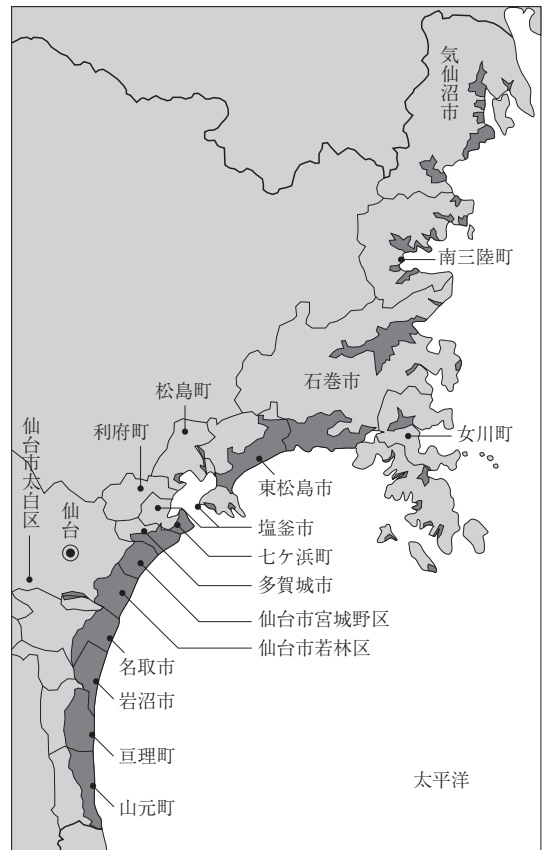 気仙沼市
南三陸町
石巻市
松島町
女川町
利府町
仙台市太白区
仙台
東松島市
塩釜市
七ケ浜町
多賀城市
仙台市宮城野区
仙台市若林区
名取市
岩沼市
亘理町
山元町
太平洋